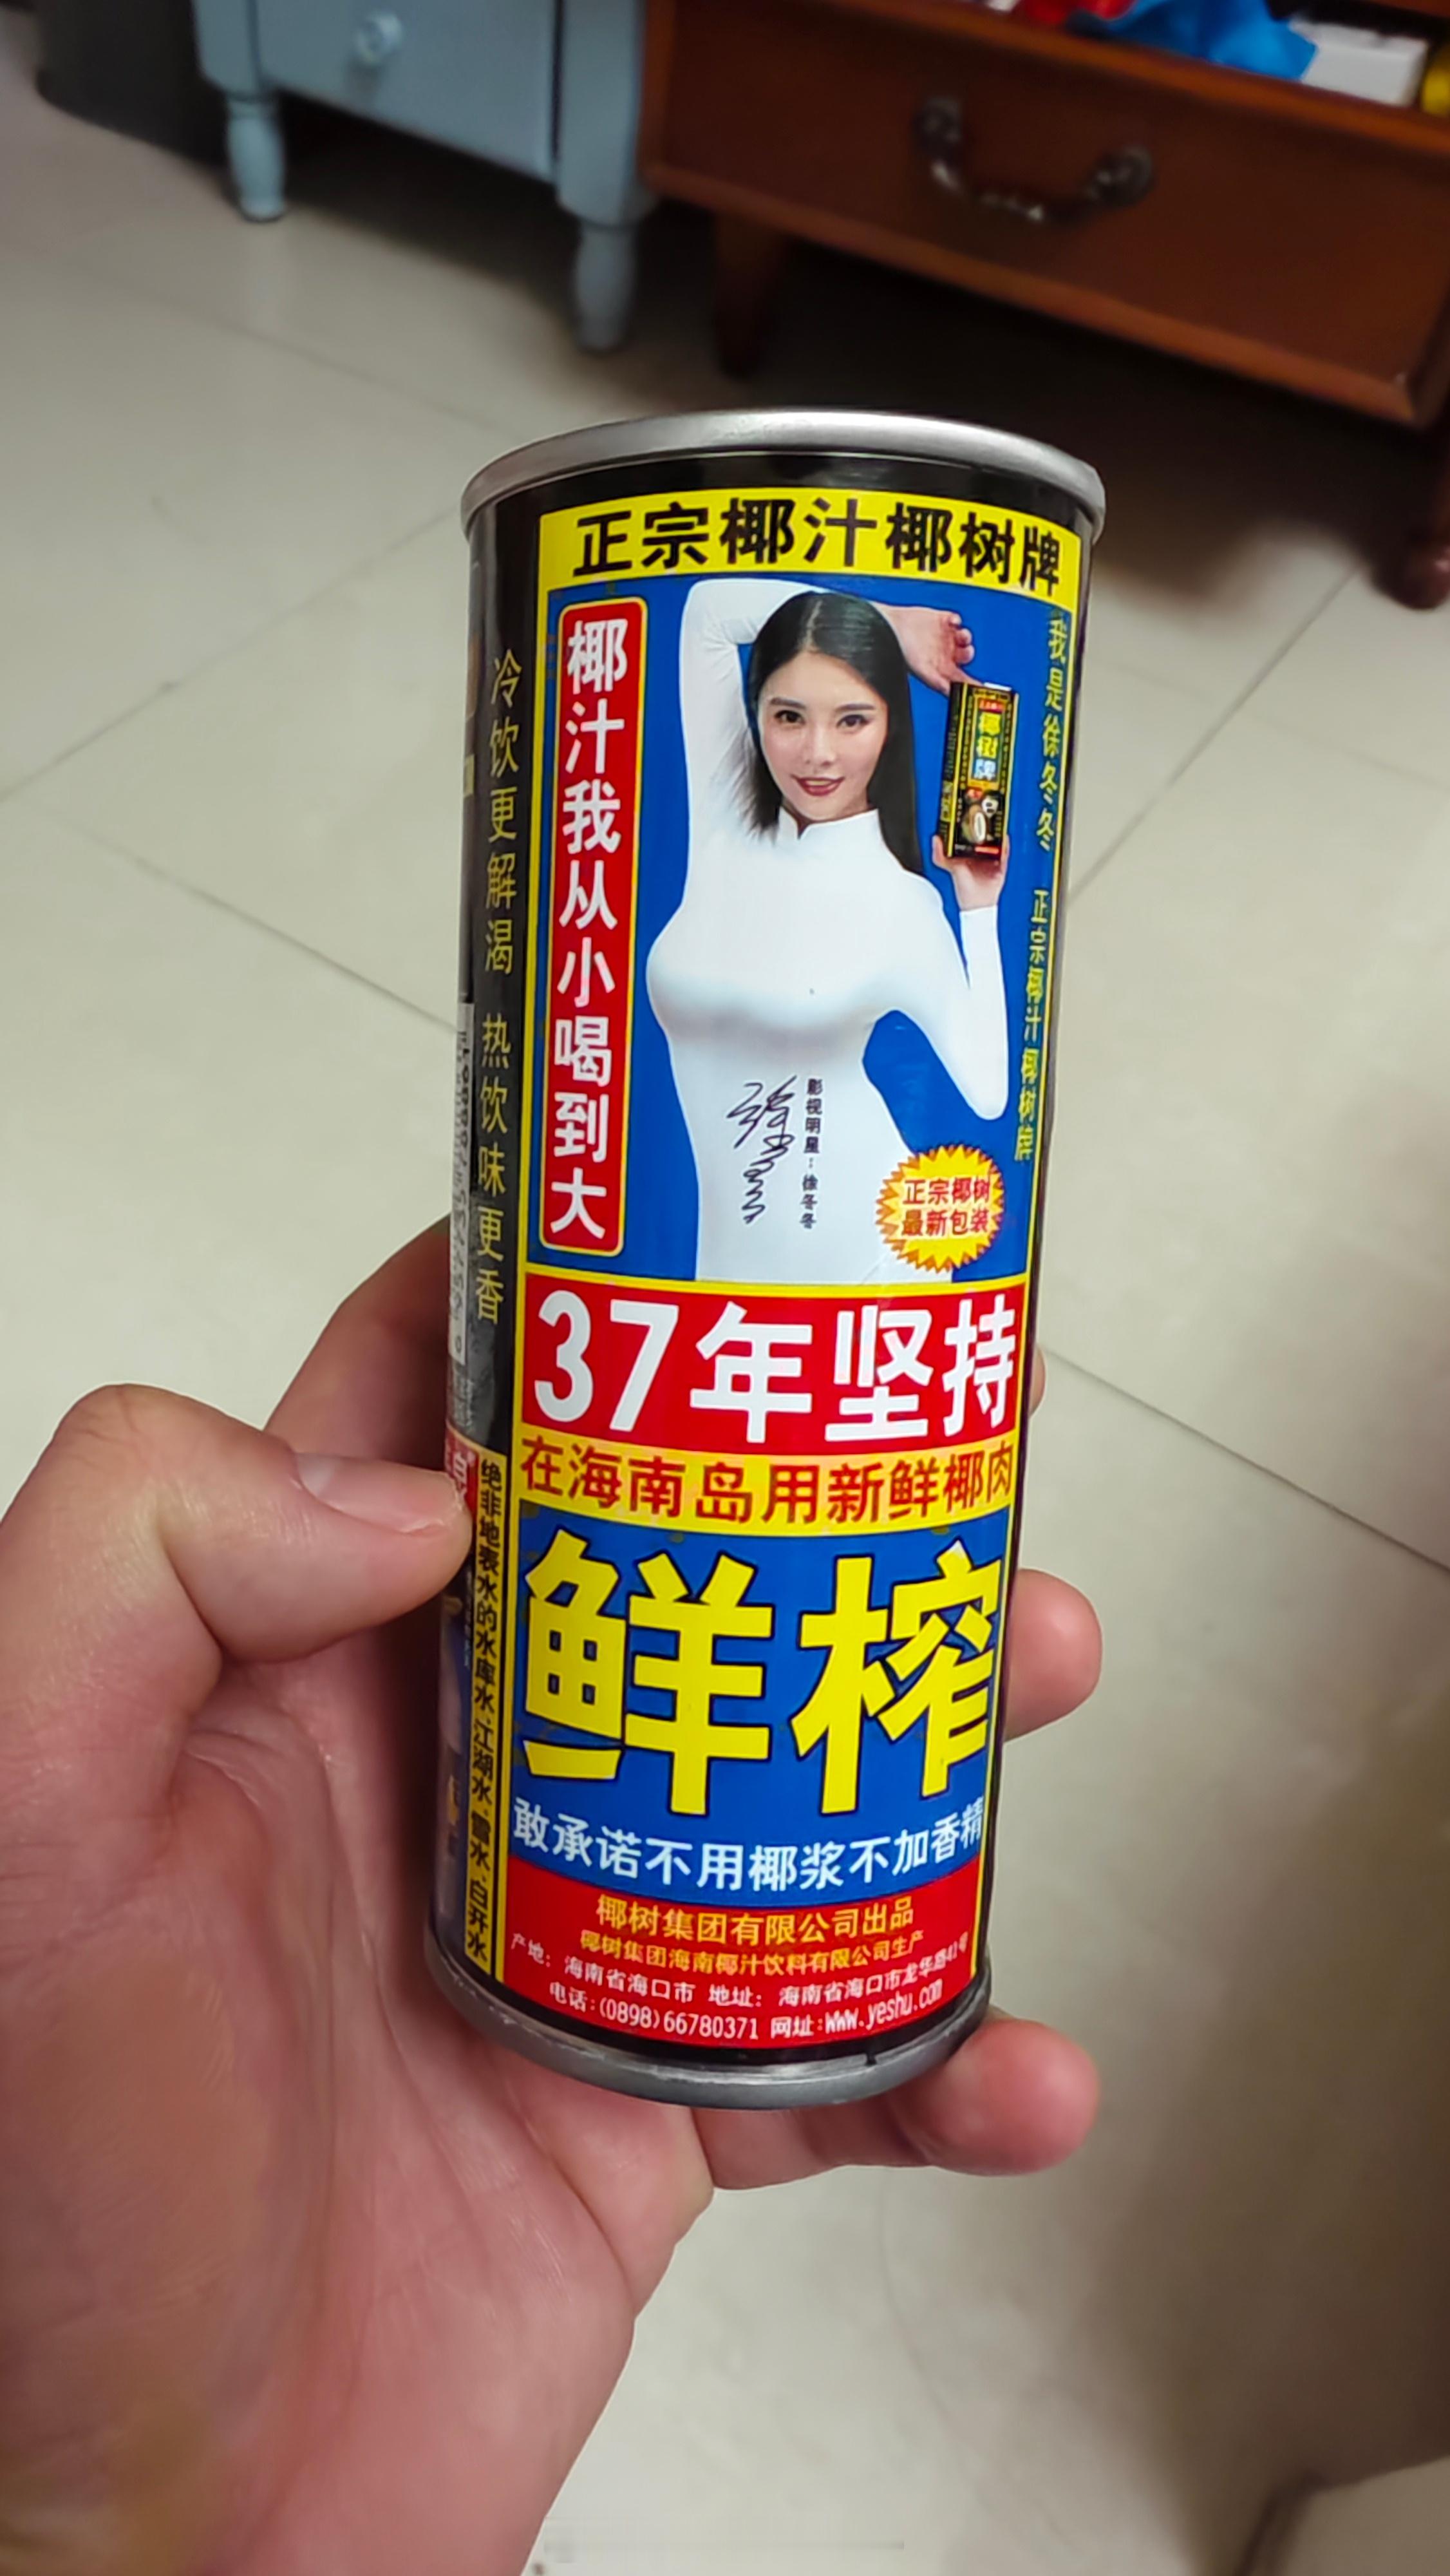 正宗椰汁椰树牌
冷饮更解渴 热饮味更香
椰汁我从小喝到大
我是徐冬冬 正宗椰汁椰树牌
椰树牌
影视明星：徐冬冬
正宗椰树
最新包装
37年坚持
在海南岛用新鲜椰肉
鲜榨
敢承诺不用椰浆不加香精
绝非地表水的水库水、江湖水、雪水、白开水
椰树集团有限公司出品
椰树集团海南椰汁饮料有限公司生产
产地：海南省海口市 地址：海南省海口市龙华路41号
电话:(0898)66780371 网址:Www.yeshu.com